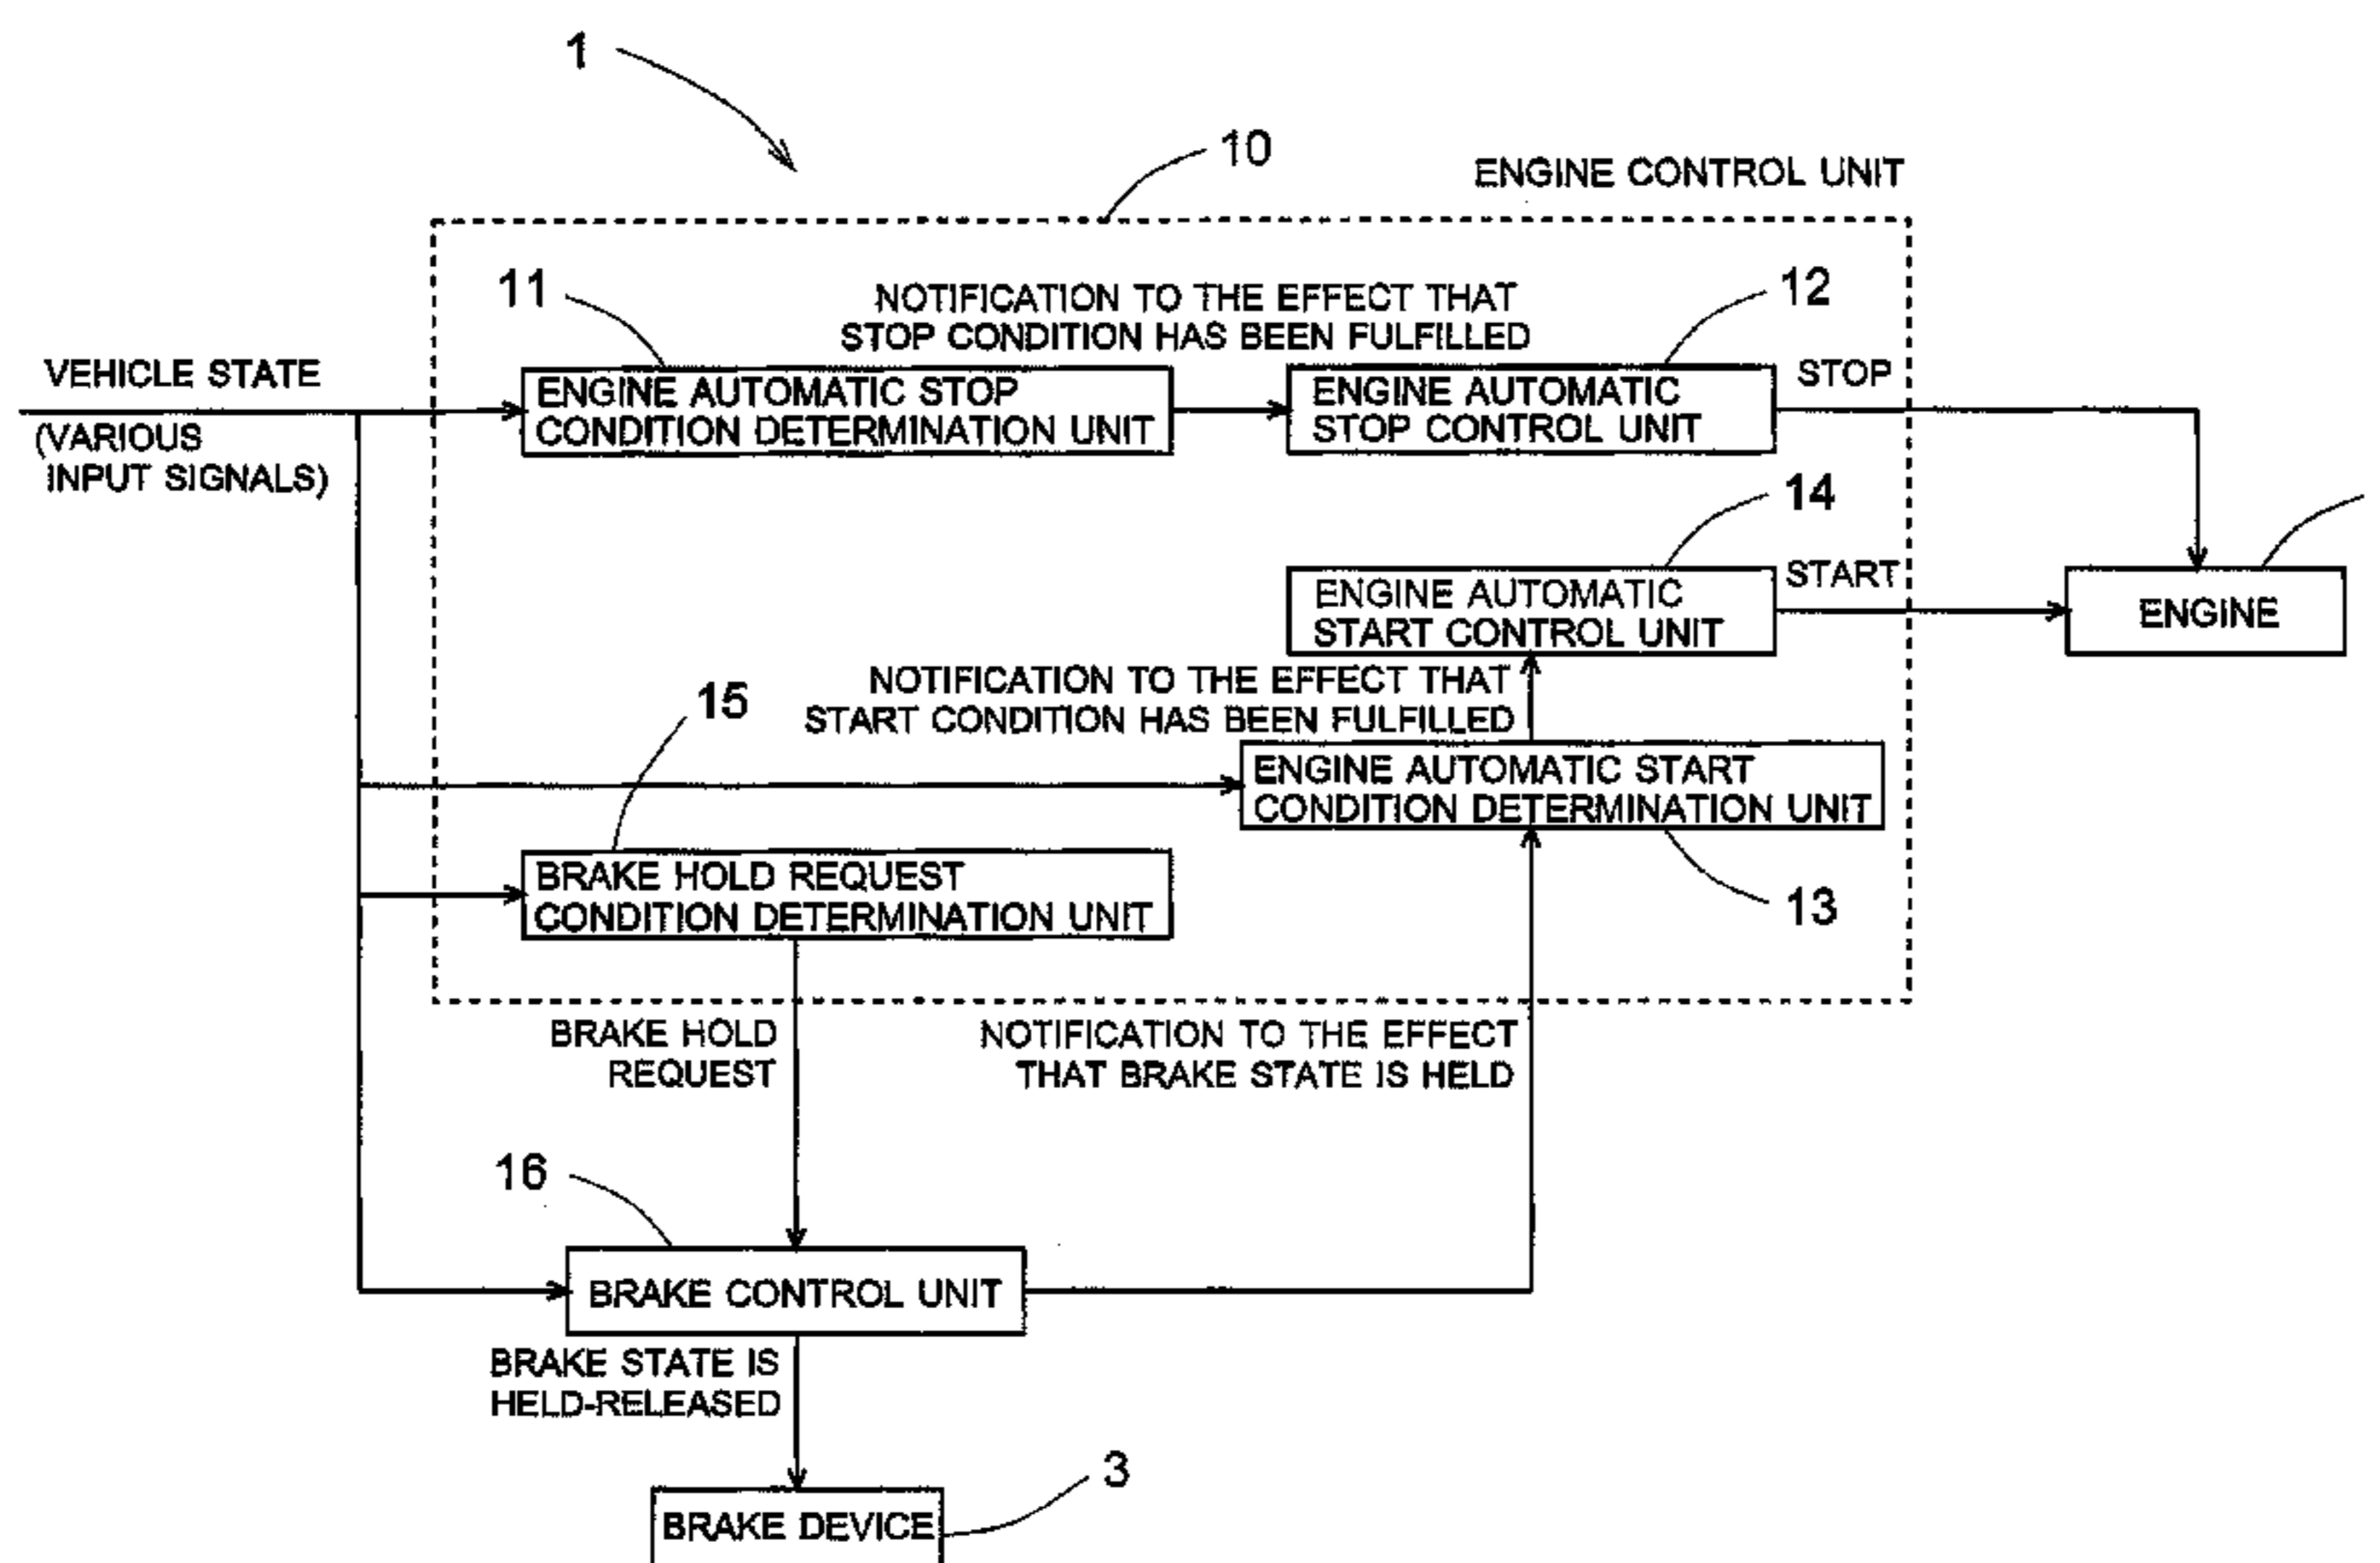 1
10
ENGINE CONTROL UNIT
11
NOTIFICATION TO THE EFFECT THAT
STOP CONDITION HAS BEEN FULFILLED
12
VEHICLE STATE
(VARIOUS
INPUT SIGNALS)
ENGINE AUTOMATIC STOP
CONDITION DETERMINATION UNIT
ENGINE AUTOMATIC
STOP CONTROL UNIT
STOP
14
ENGINE AUTOMATIC
START CONTROL UNIT
START
ENGINE
NOTIFICATION TO THE EFFECT THAT
START CONDITION HAS BEEN FULFILLED
15
ENGINE AUTOMATIC START
CONDITION DETERMINATION UNIT
BRAKE HOLD REQUEST
CONDITION DETERMINATION UNIT
13
BRAKE HOLD
REQUEST
NOTIFICATION TO THE EFFECT
THAT BRAKE STATE IS HELD
16
BRAKE CONTROL UNIT
BRAKE STATE IS
HELD-RELEASED
3
BRAKE DEVICE